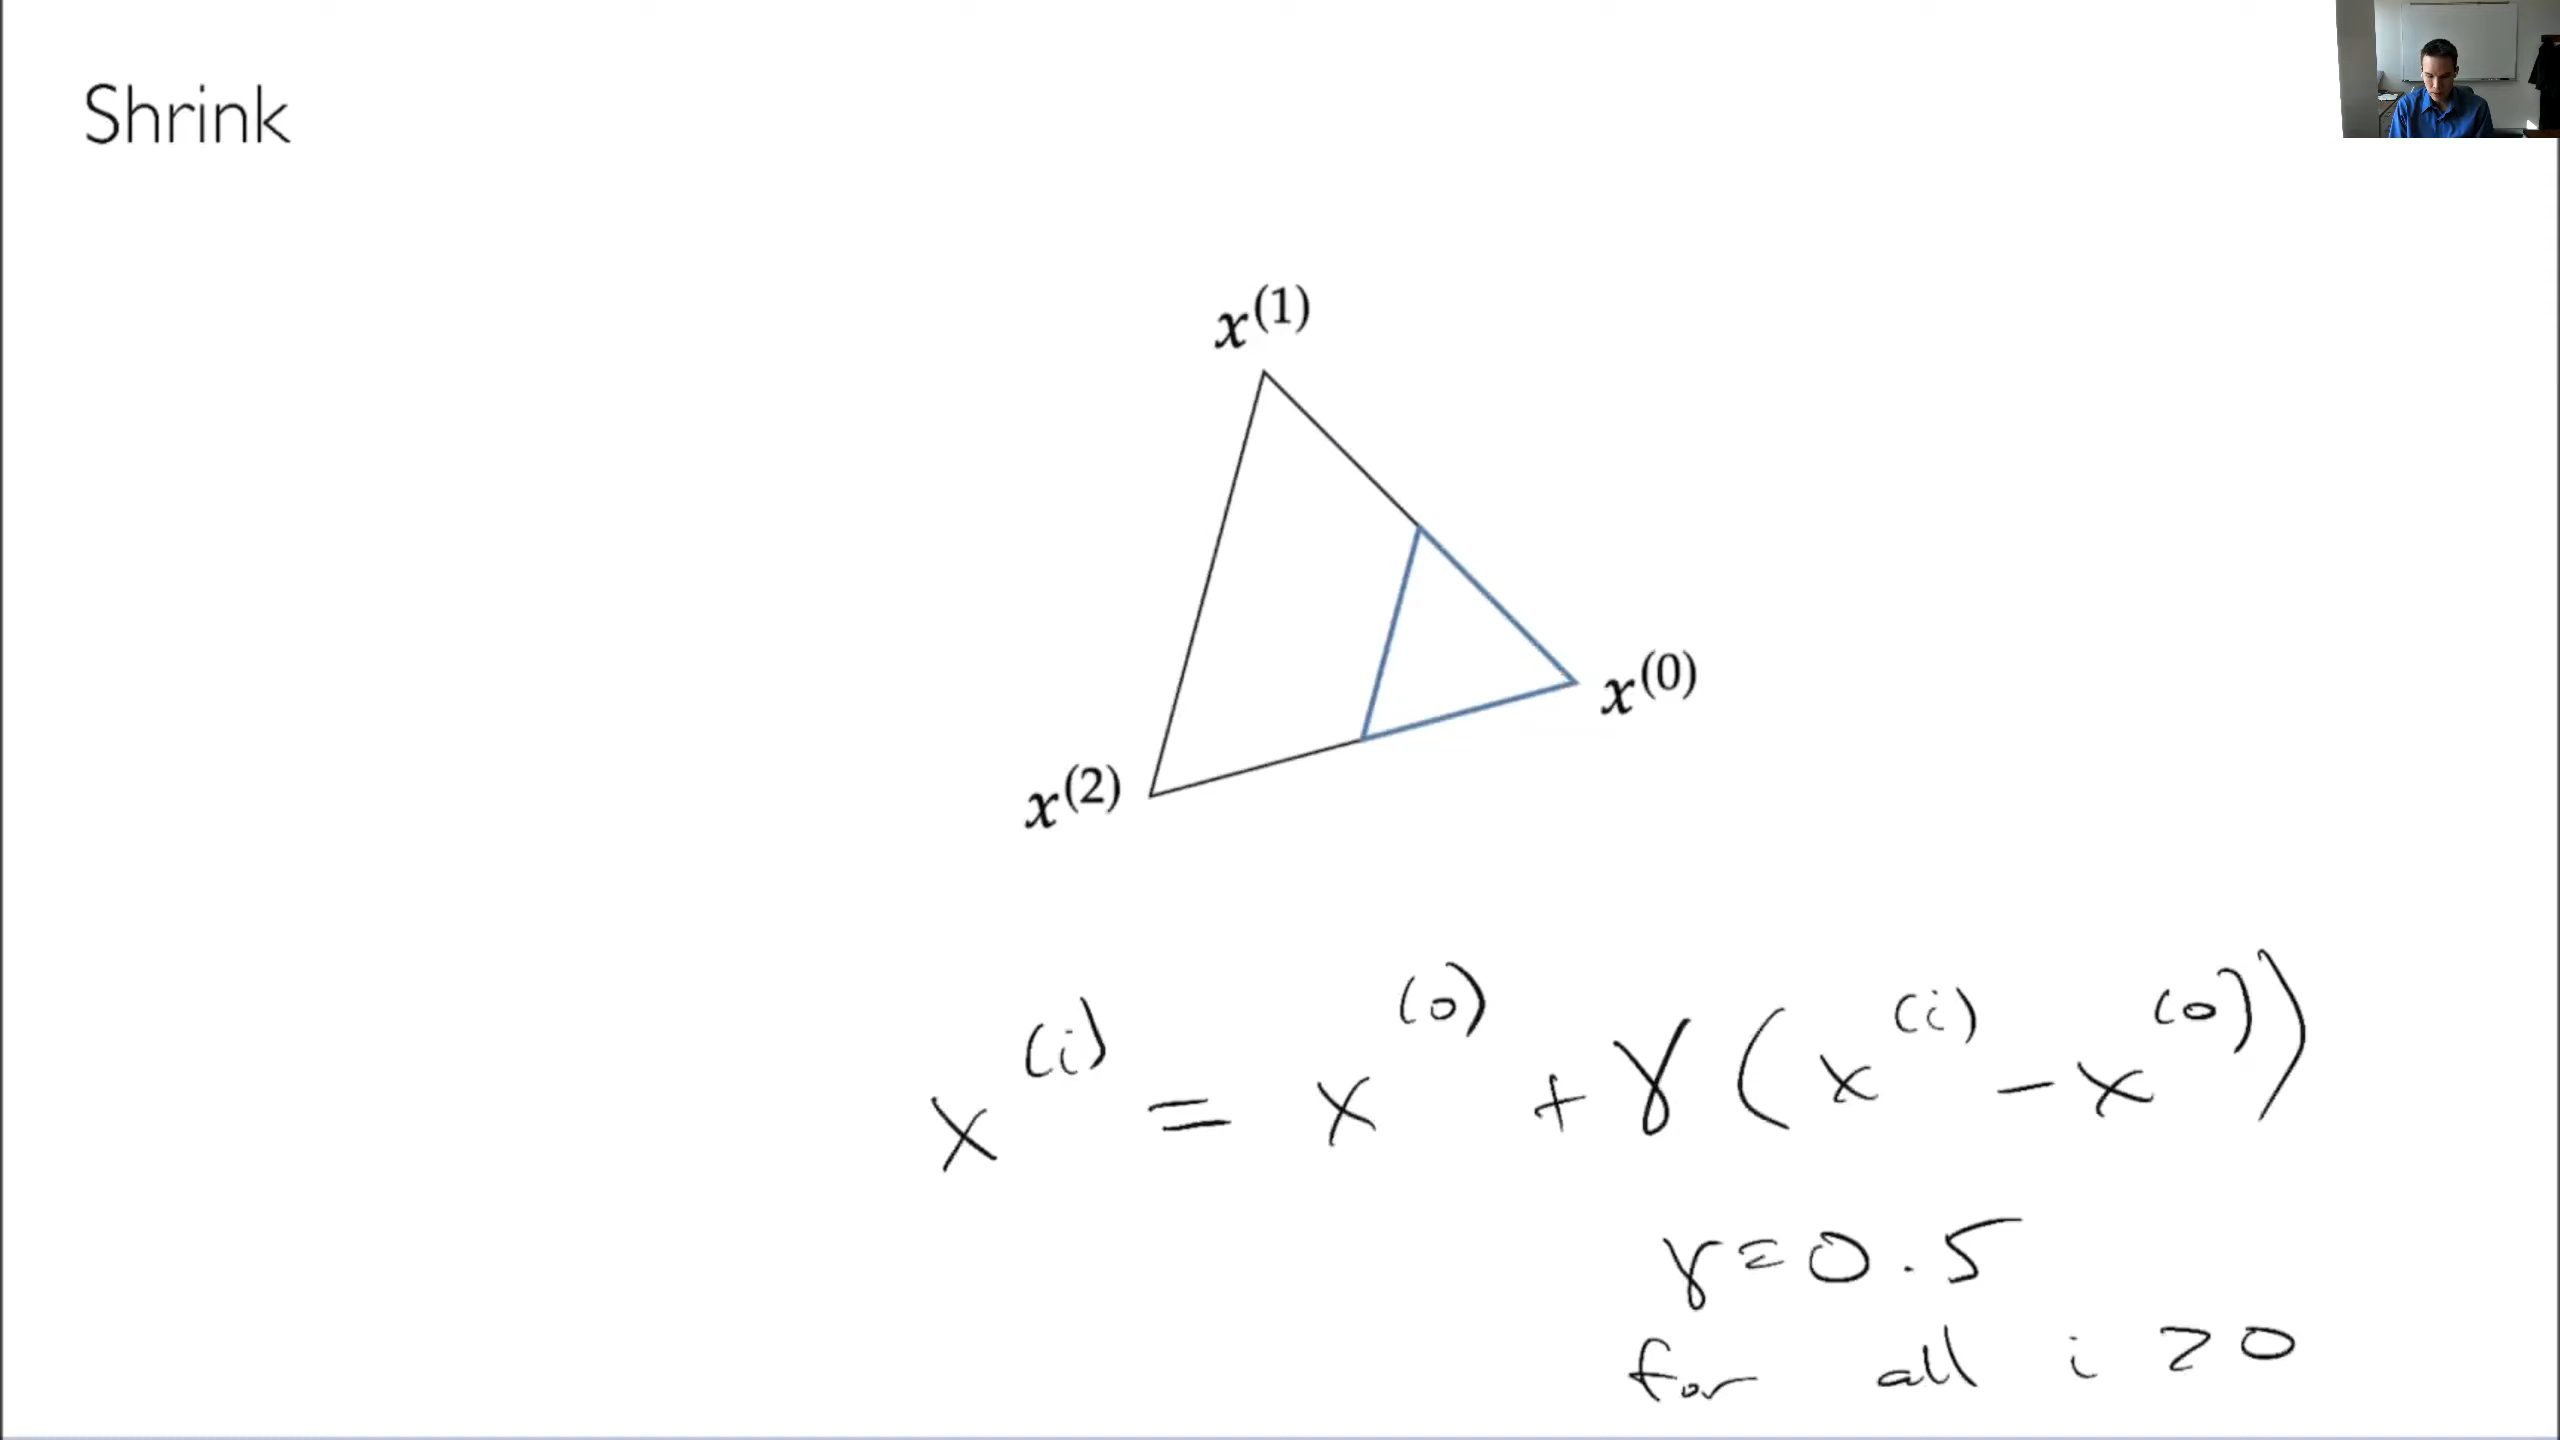 Shrink
x^(1)
x^(0)
x^(2)
x^(i) = x^(0) + γ(x^(i) − x^(0))
γ = 0.5
for all i > 0